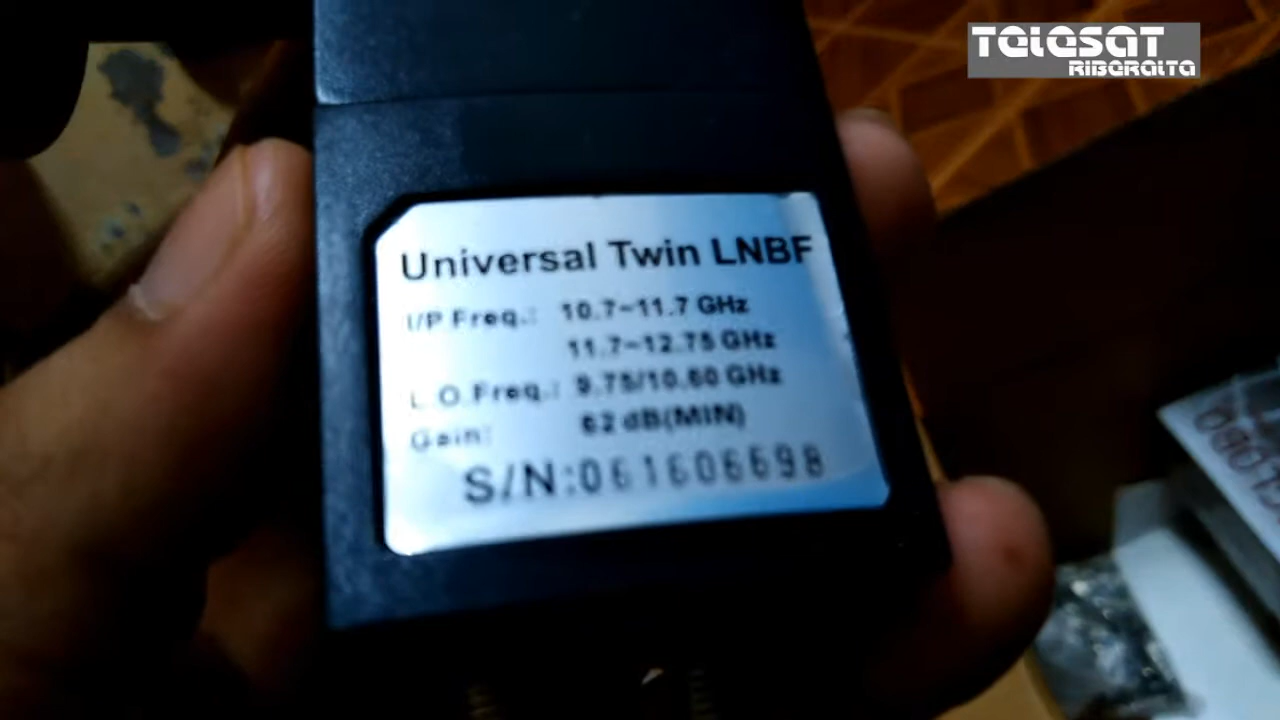 TELESAT
RIBERALTA
Universal Twin LNBF
I/P Freq.: 10.7~11.7 GHz
11.7~12.75 GHz
L.O.Freq.: 9.75/10.60 GHz
Gain: 62 dB(MIN)
S/N:061606698